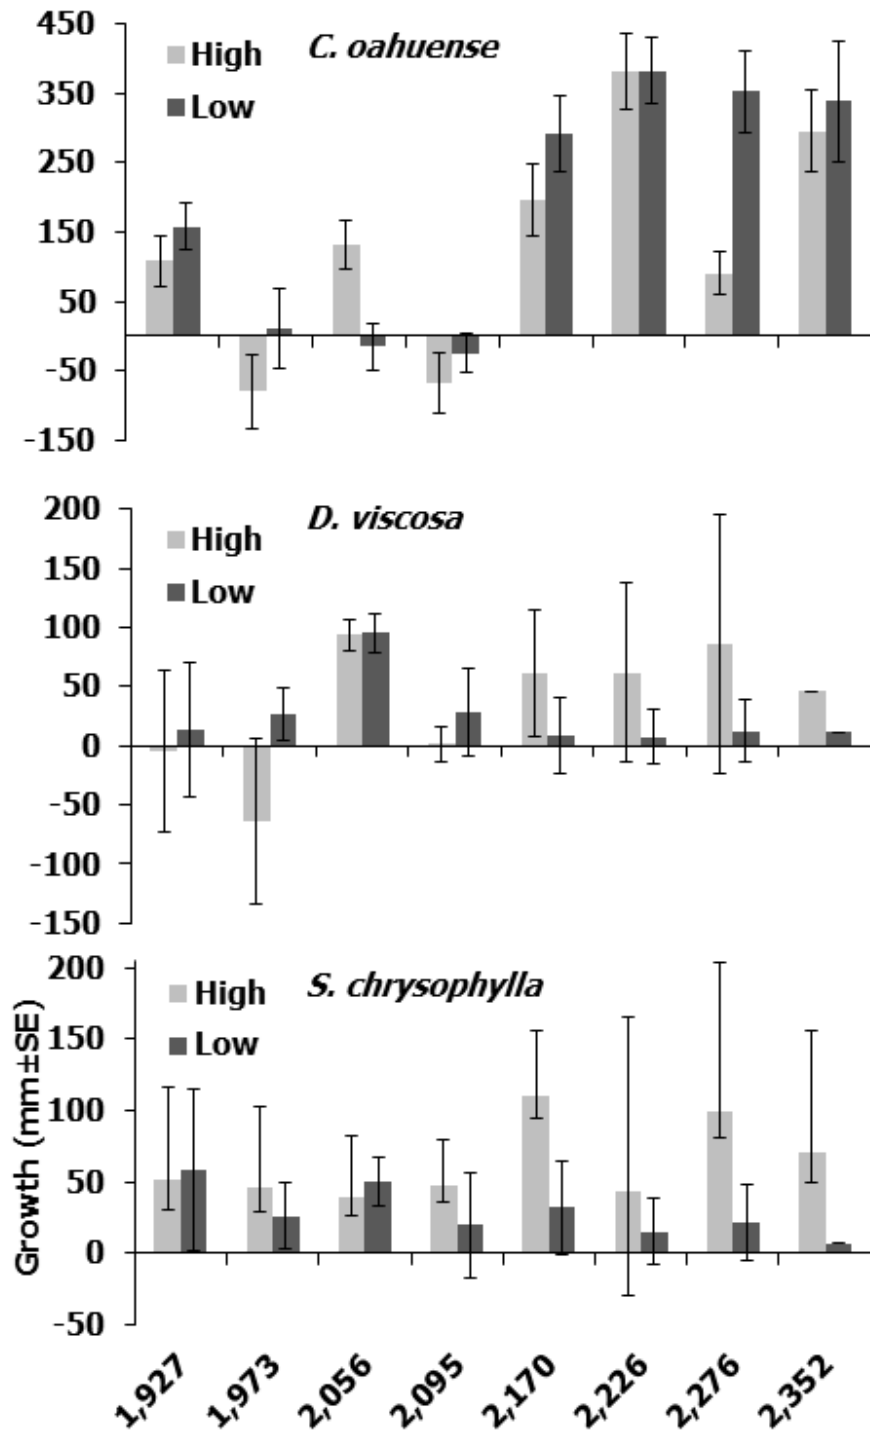 450
350
250
150
50
-50
-150
High
Low
C. oahuense
200
150
100
50
0
-50
-100
-150
High
Low
D. viscosa
200
150
100
50
0
-50
High
Low
S. chrysophylla
Growth (mm±SE)
1,927
1,973
2,056
2,095
2,170
2,226
2,276
2,352